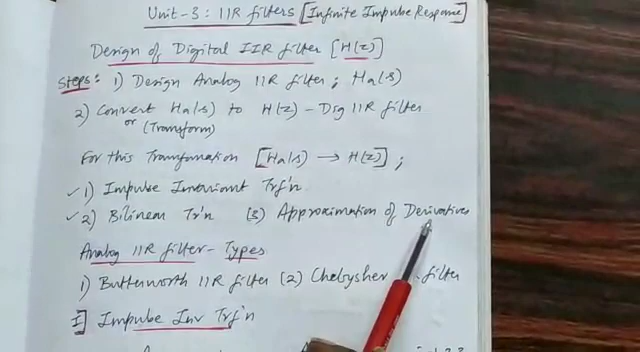 Unit-3: IIR filters [Infinite Impulse Response]
Design of Digital IIR filter [H(z)]
Steps: 1) Design Analog IIR filter; Ha(s)
2) Convert Ha(s) to H(z) - Dig IIR filter
or (Transform)
For this Transformation [Ha(s) → H(z)];
✓1) Impulse Invariant Trf'n.
✓2) Bilinear Tr'n (3) Approximation of Derivatives
Analog IIR filter - Types
1) Butterworth IIR filter (2) Chebyshev filter
I] Impulse Inv Trf'n